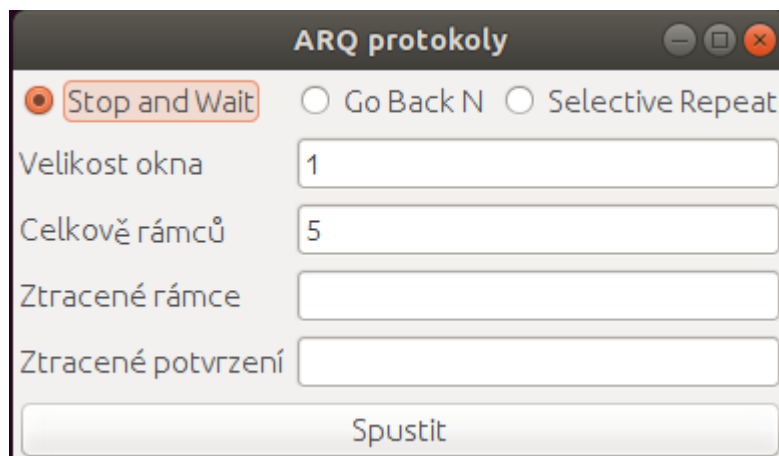 ARQ protokoly
Stop and Wait Go Back N Selective Repeat
Velikost okna 1
Celkově rámců 5
Ztracené rámce
Ztracené potvrzení
Spustit